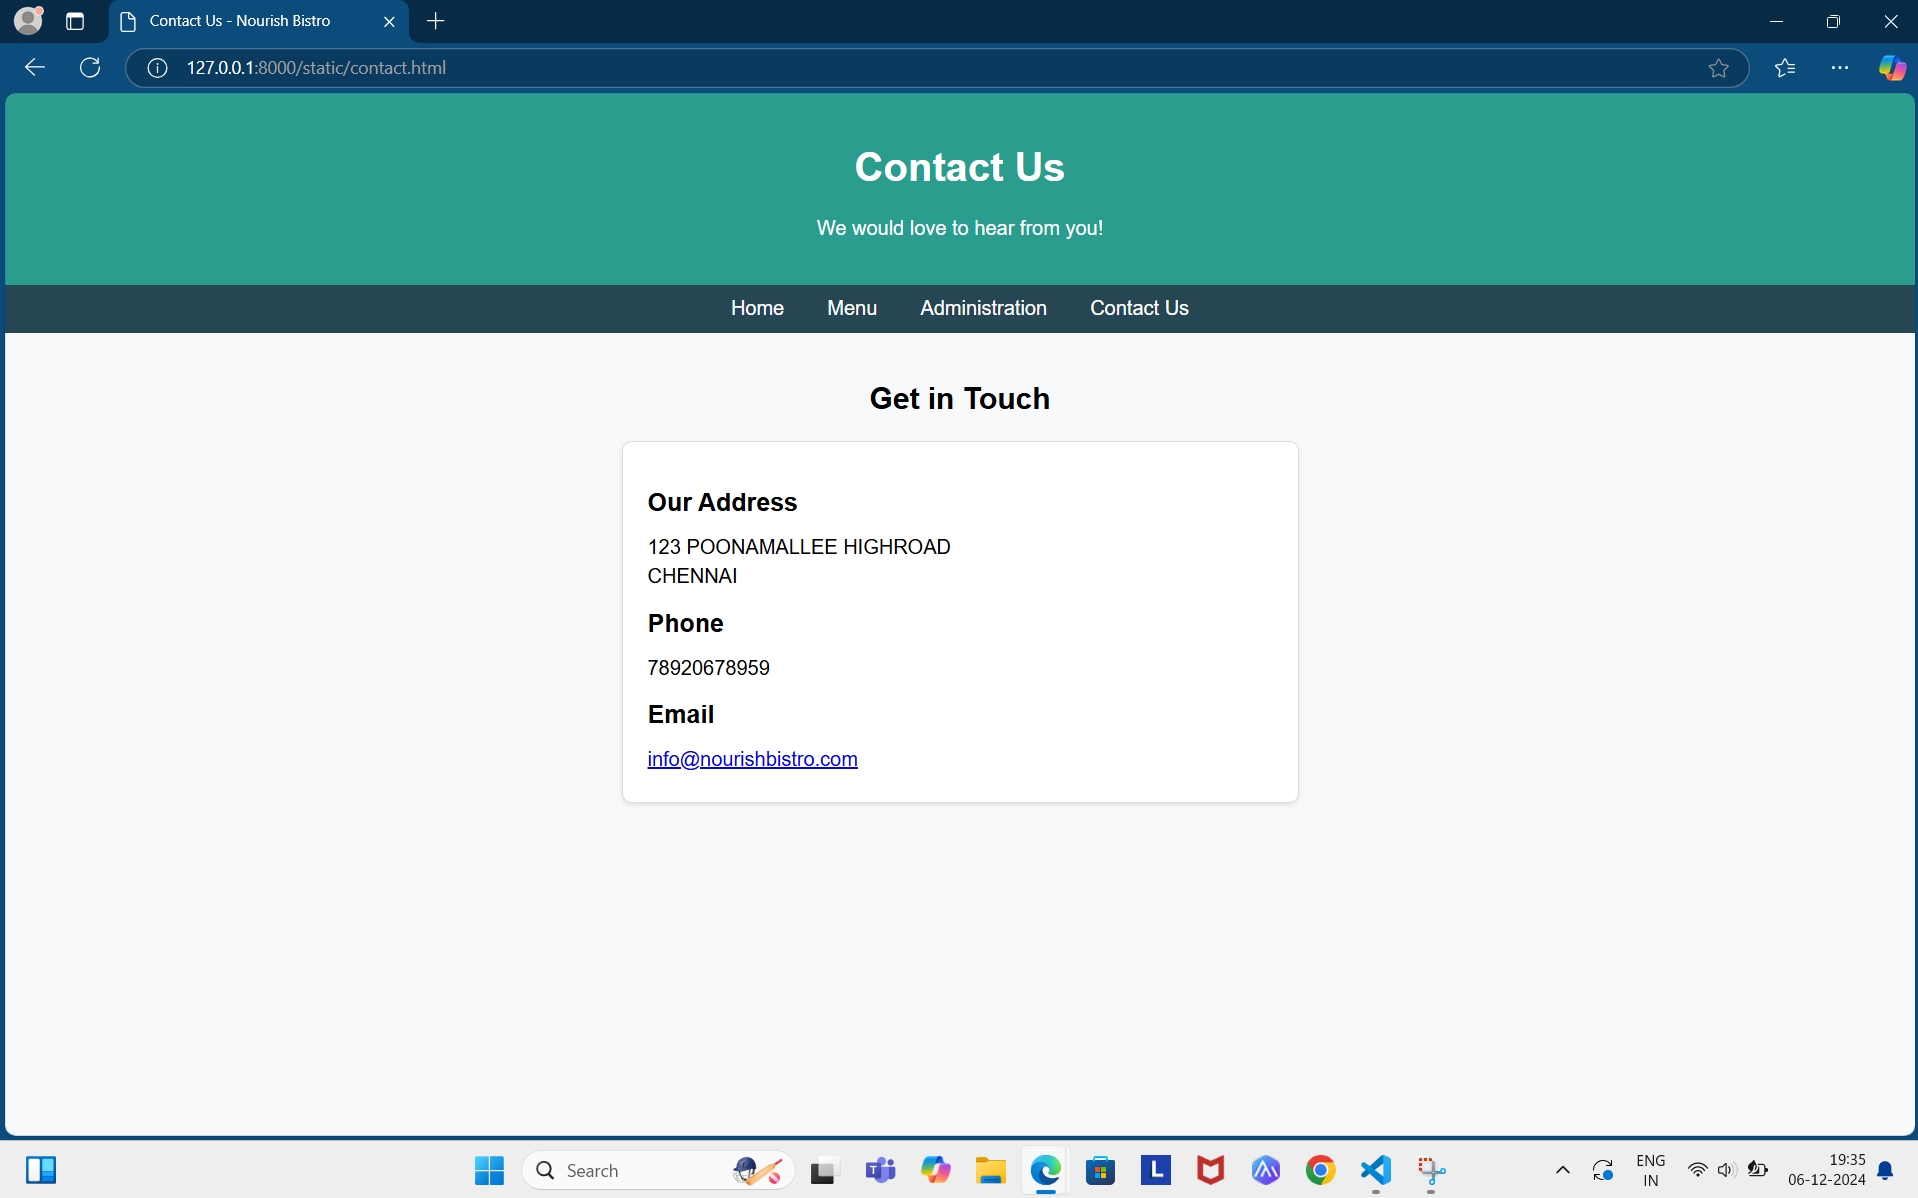 Contact Us - Nourish Bistro
127.0.0.1:8000/static/contact.html
Contact Us
We would love to hear from you!
Home Menu Administration Contact Us
Get in Touch
Our Address
123 POONAMALLEE HIGHROAD
CHENNAI
Phone
78920678959
Email
info@nourishbistro.com
Search
L
ENG
IN
19:35
06-12-2024